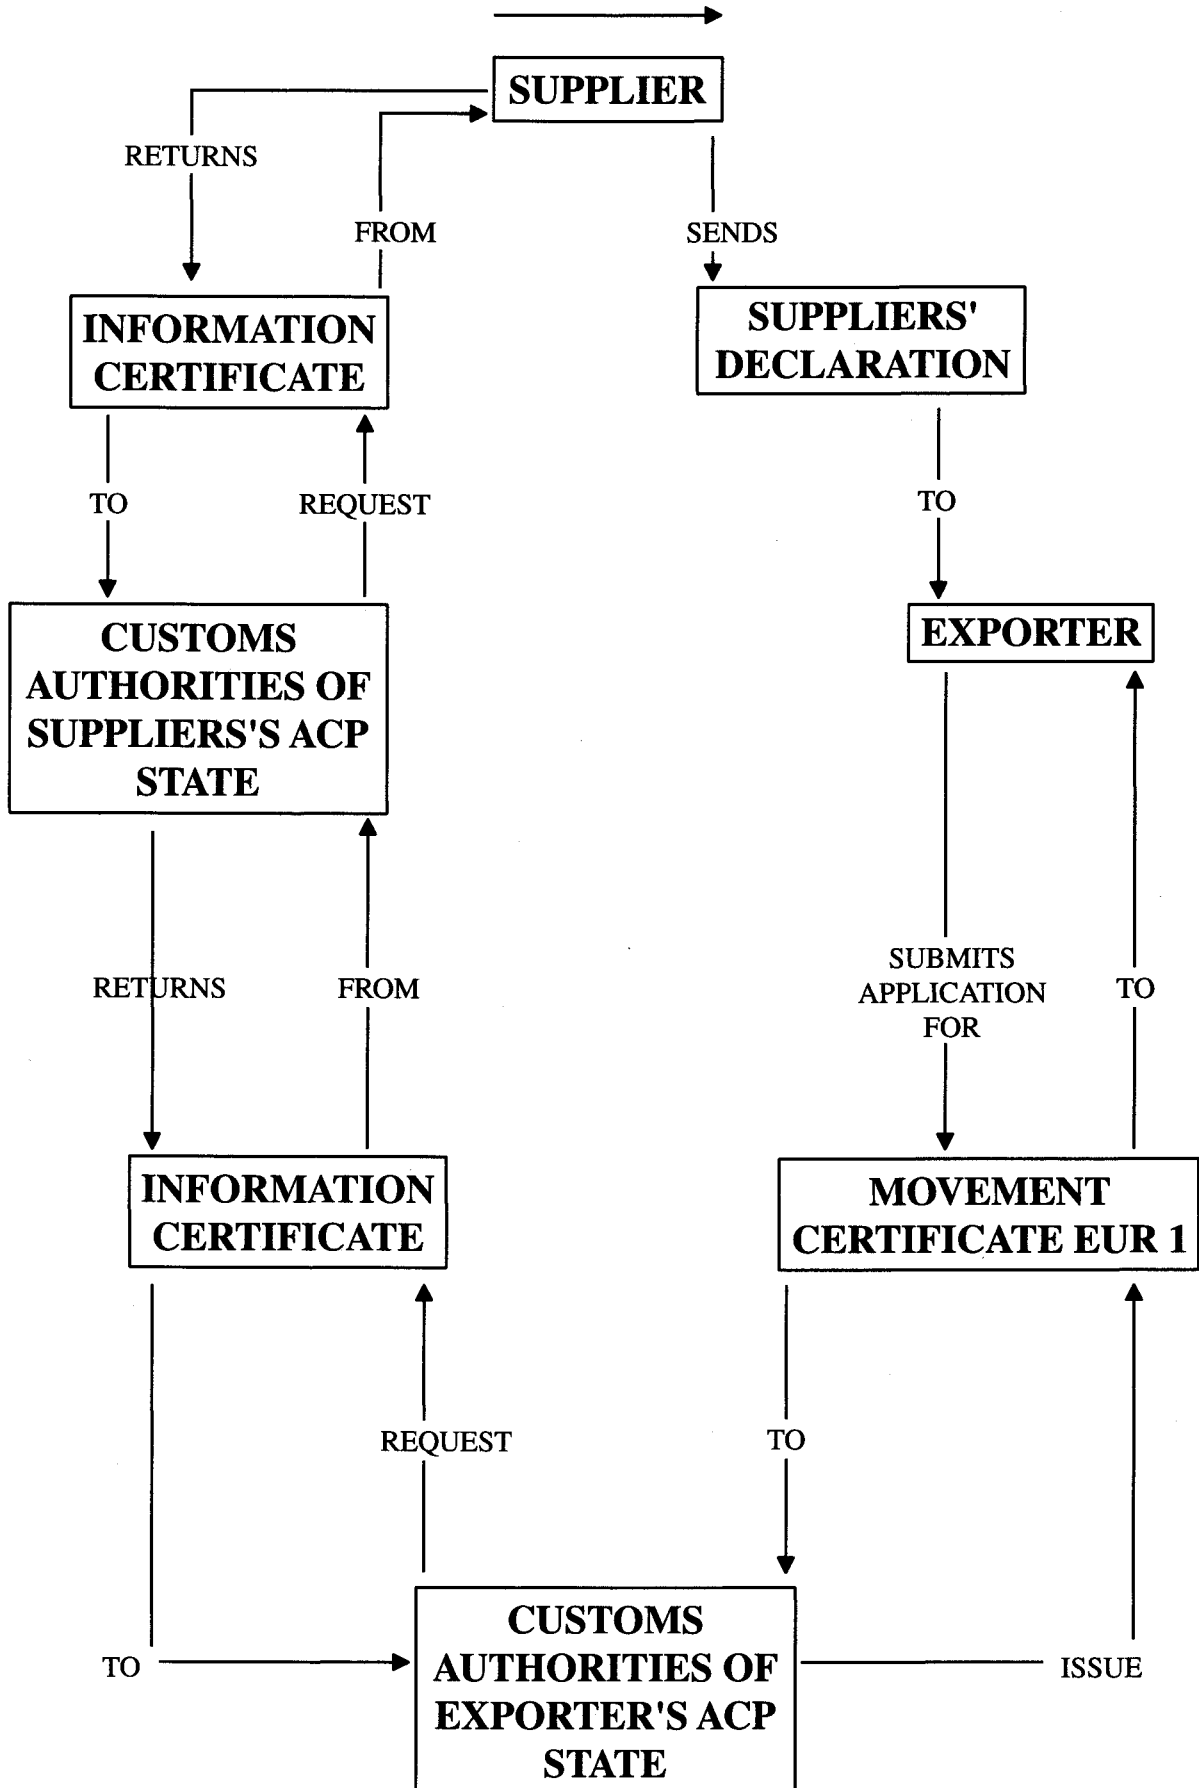 SUPPLIER
RETURNS
FROM
SENDS
INFORMATION
CERTIFICATE
SUPPLIERS'
DECLARATION
TO
REQUEST
TO
CUSTOMS
AUTHORITIES OF
SUPPLIERS'S ACP
STATE
EXPORTER
RETURNS
FROM
SUBMITS
APPLICATION
FOR
TO
INFORMATION
CERTIFICATE
MOVEMENT
CERTIFICATE EUR 1
REQUEST
TO
TO
CUSTOMS
AUTHORITIES OF
EXPORTER'S ACP
STATE
ISSUE